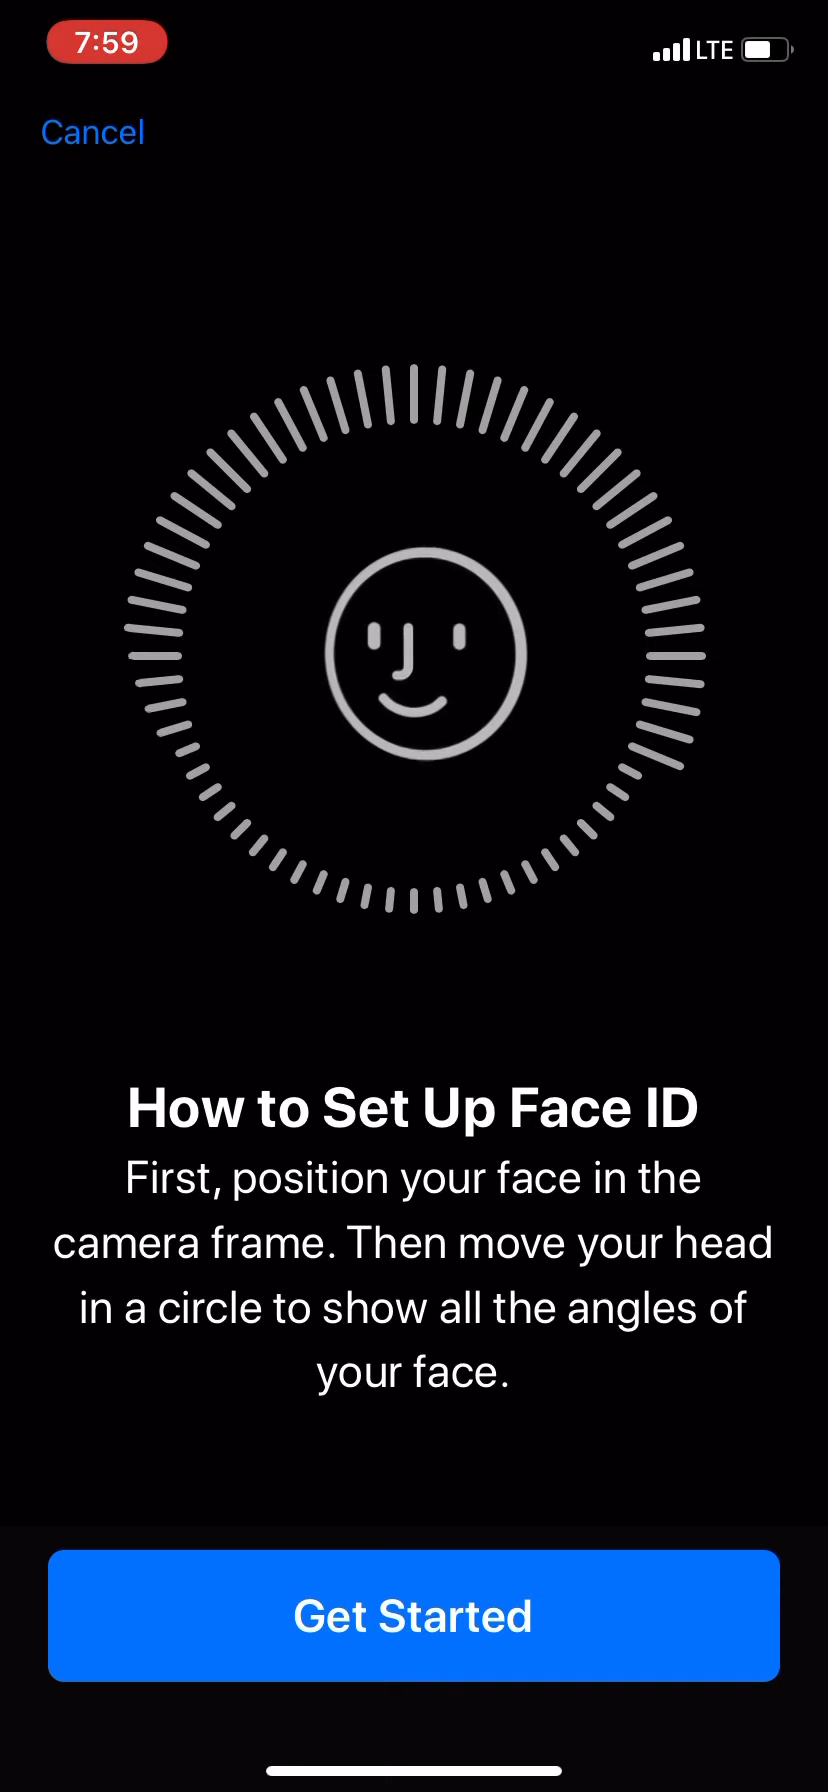 7:59
LTE
Cancel
How to Set Up Face ID
First, position your face in the
camera frame. Then move your head
in a circle to show all the angles of
your face.
Get Started